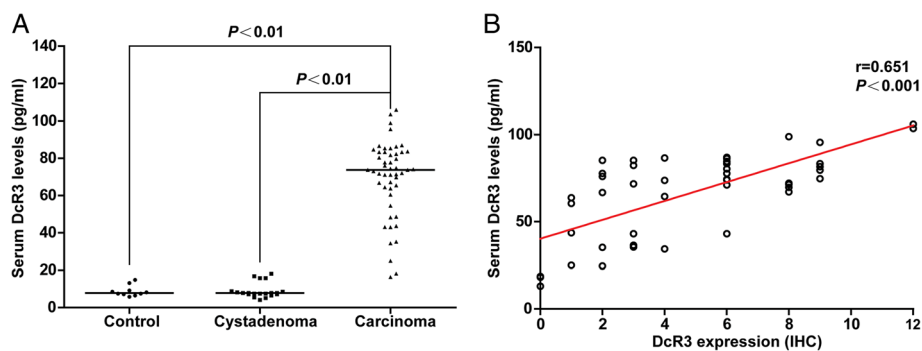 A
P<0.01
P<0.01
Serum DcR3 levels (pg/ml)
140
120
100
80
60
40
20
0
Control Cystadenoma Carcinoma
B
r=0.651
P<0.001
Serum DcR3 levels (pg/ml)
150
100
50
0
0 2 4 6 8 10 12
DcR3 expression (IHC)